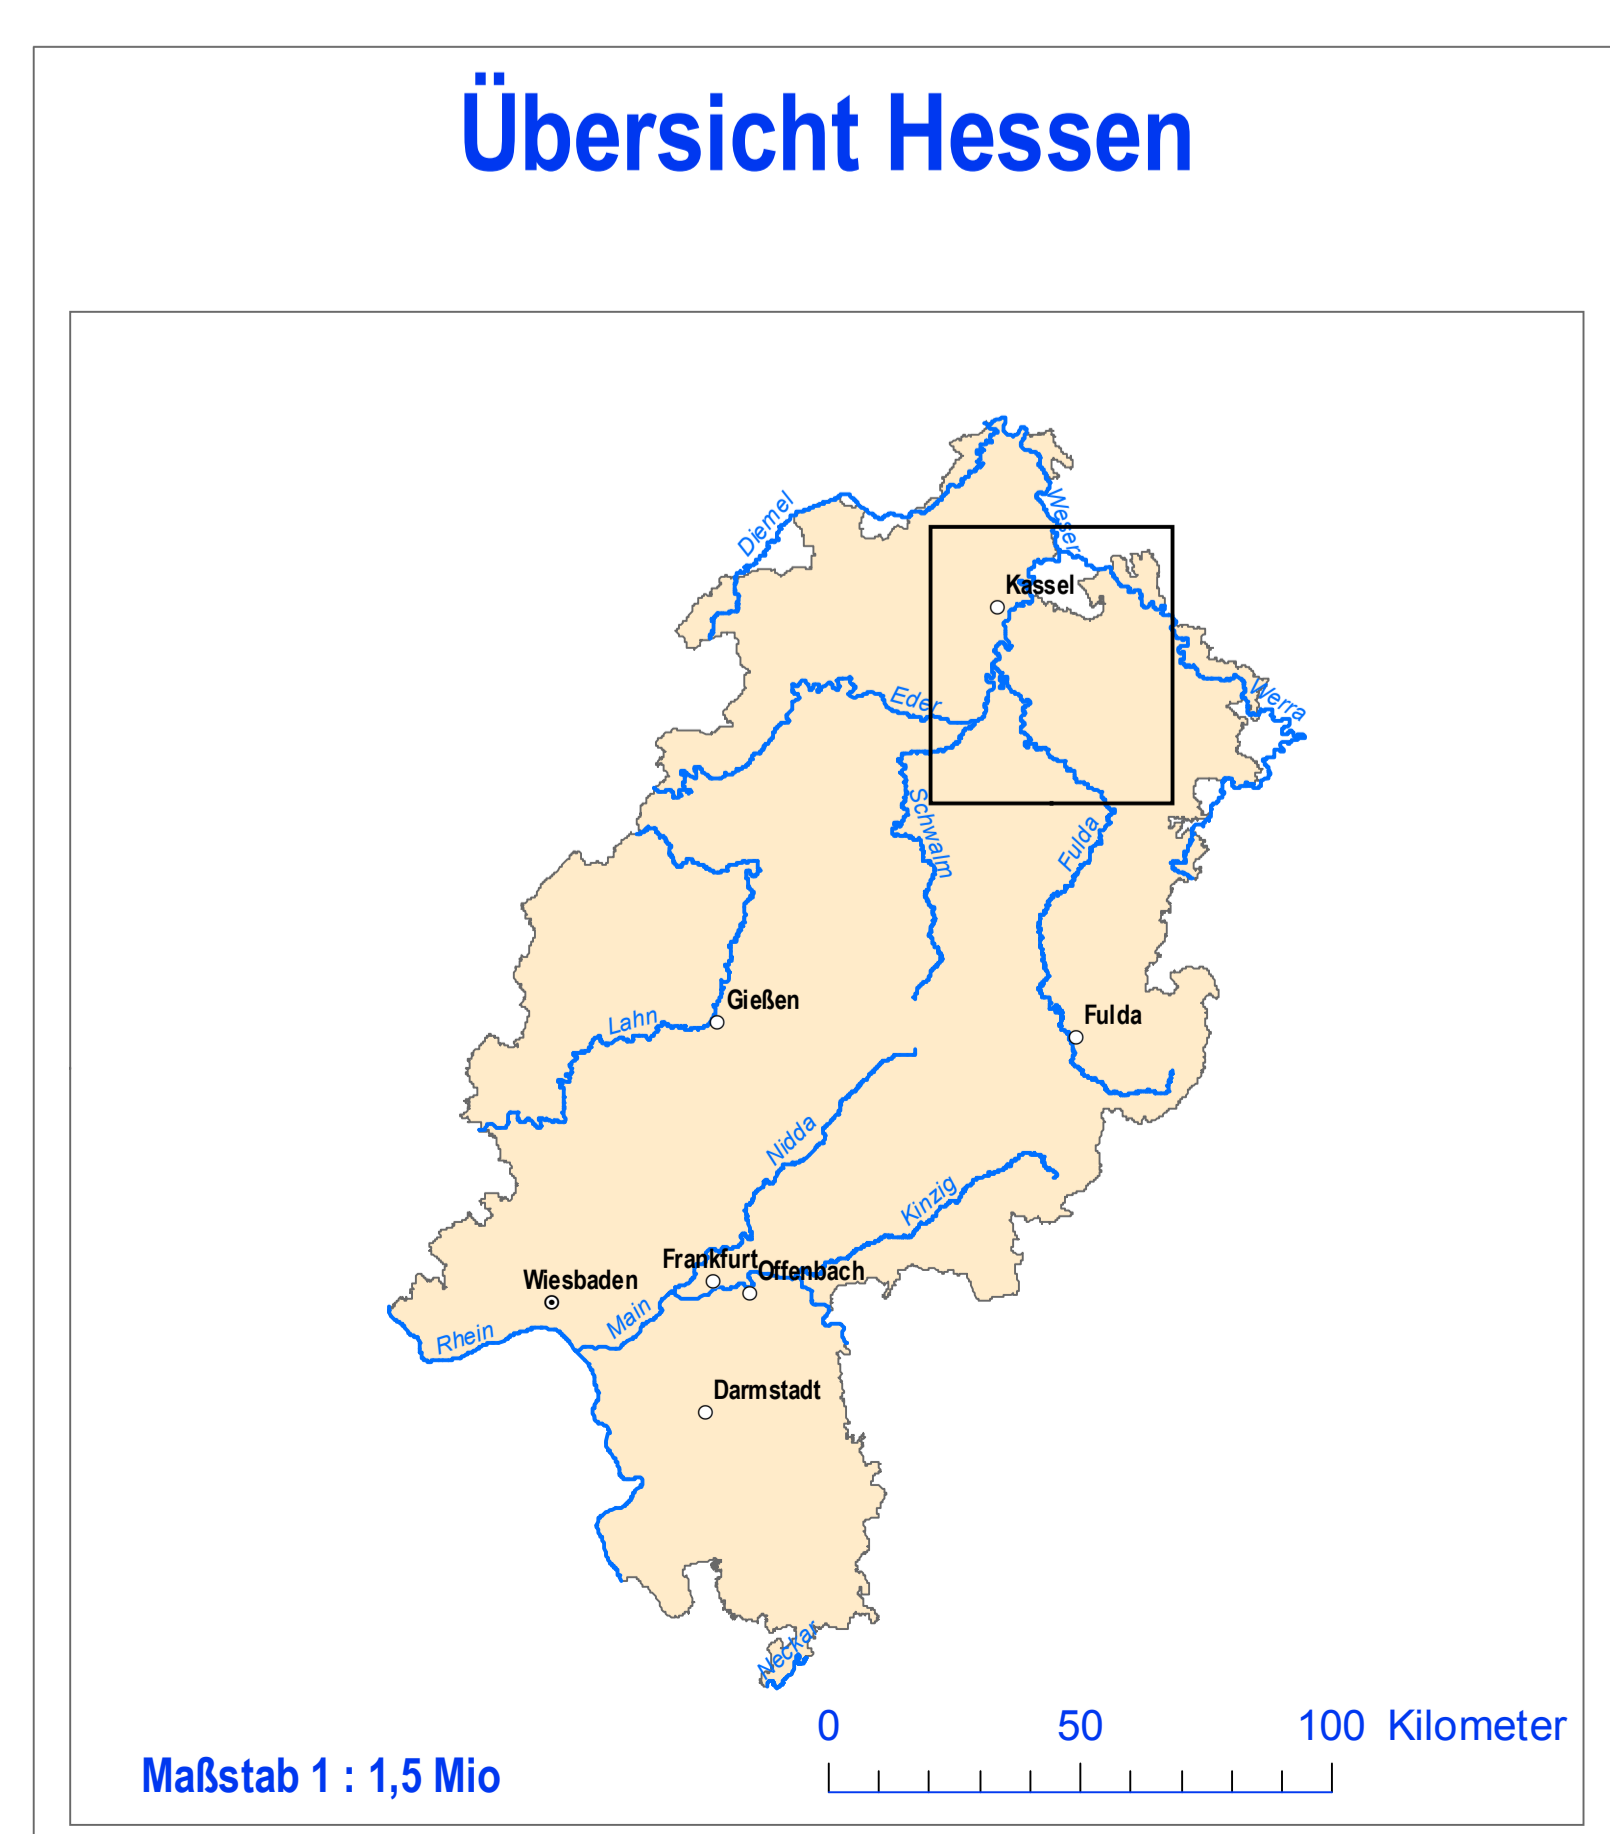 Übersicht Hessen
Diemel
Weser
Kassel
Eder
Werra
Schwalm
Fulda
Gießen
Lahn
Fulda
Nidda
Kinzig
Frankfurt
Offenbach
Wiesbaden
Main
Rhein
Darmstadt
Neckar
0 50 100 Kilometer
Maßstab 1 : 1,5 Mio